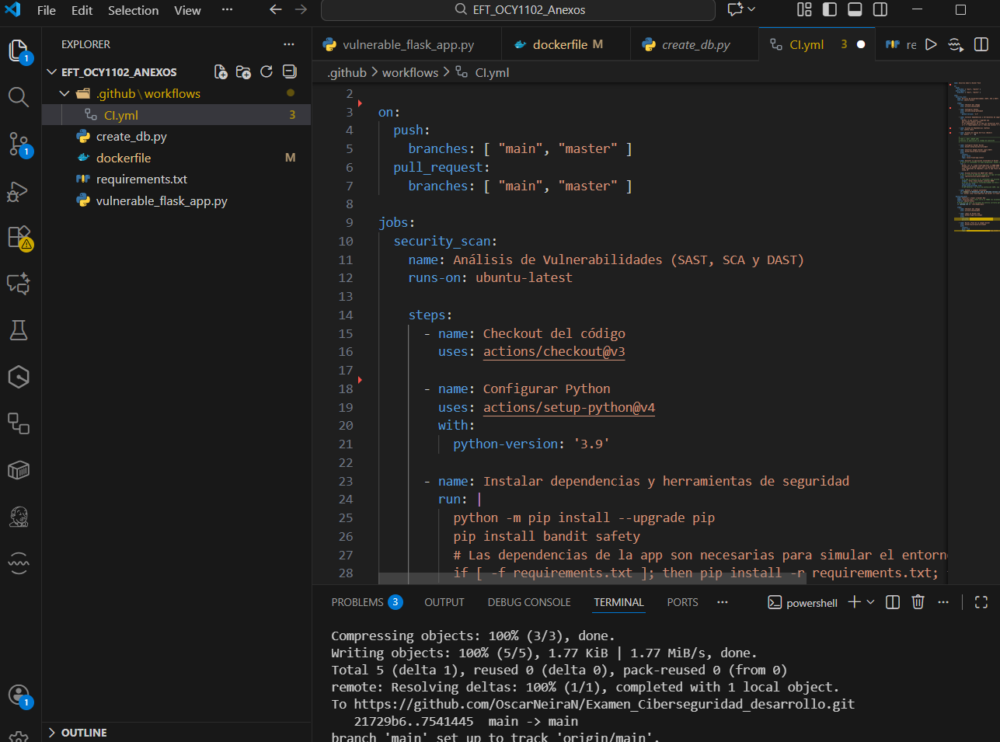 File Edit Selection View ··· EFT_OCY1102_Anexos
EXPLORER ···
EFT_OCY1102_ANEXOS
.github\workflows
CI.yml 3
create_db.py
dockerfile M
requirements.txt
vulnerable_flask_app.py
OUTLINE
1
1
1
vulnerable_flask_app.py dockerfile M create_db.py CI.yml 3 re
.github > workflows > CI.yml
2
3 on:
4 push:
5 branches: [ "main", "master" ]
6 pull_request:
7 branches: [ "main", "master" ]
8
9 jobs:
10 security_scan:
11 name: Análisis de Vulnerabilidades (SAST, SCA y DAST)
12 runs-on: ubuntu-latest
13
14 steps:
15 - name: Checkout del código
16 uses: actions/checkout@v3
17
18 - name: Configurar Python
19 uses: actions/setup-python@v4
20 with:
21 python-version: '3.9'
22
23 - name: Instalar dependencias y herramientas de seguridad
24 run: |
25 python -m pip install --upgrade pip
26 pip install bandit safety
27 # Las dependencias de la app son necesarias para simular el entorn
28 if [ -f requirements.txt ]; then pip install -r requirements.txt;
PROBLEMS 3 OUTPUT DEBUG CONSOLE TERMINAL PORTS ··· powershell ···
Compressing objects: 100% (3/3), done.
Writing objects: 100% (5/5), 1.77 KiB | 1.77 MiB/s, done.
Total 5 (delta 1), reused 0 (delta 0), pack-reused 0 (from 0)
remote: Resolving deltas: 100% (1/1), completed with 1 local object.
To https://github.com/OscarNeiraN/Examen_Ciberseguridad_desarrollo.git
21729b6..7541445 main -> main
branch 'main' set up to track 'origin/main'.